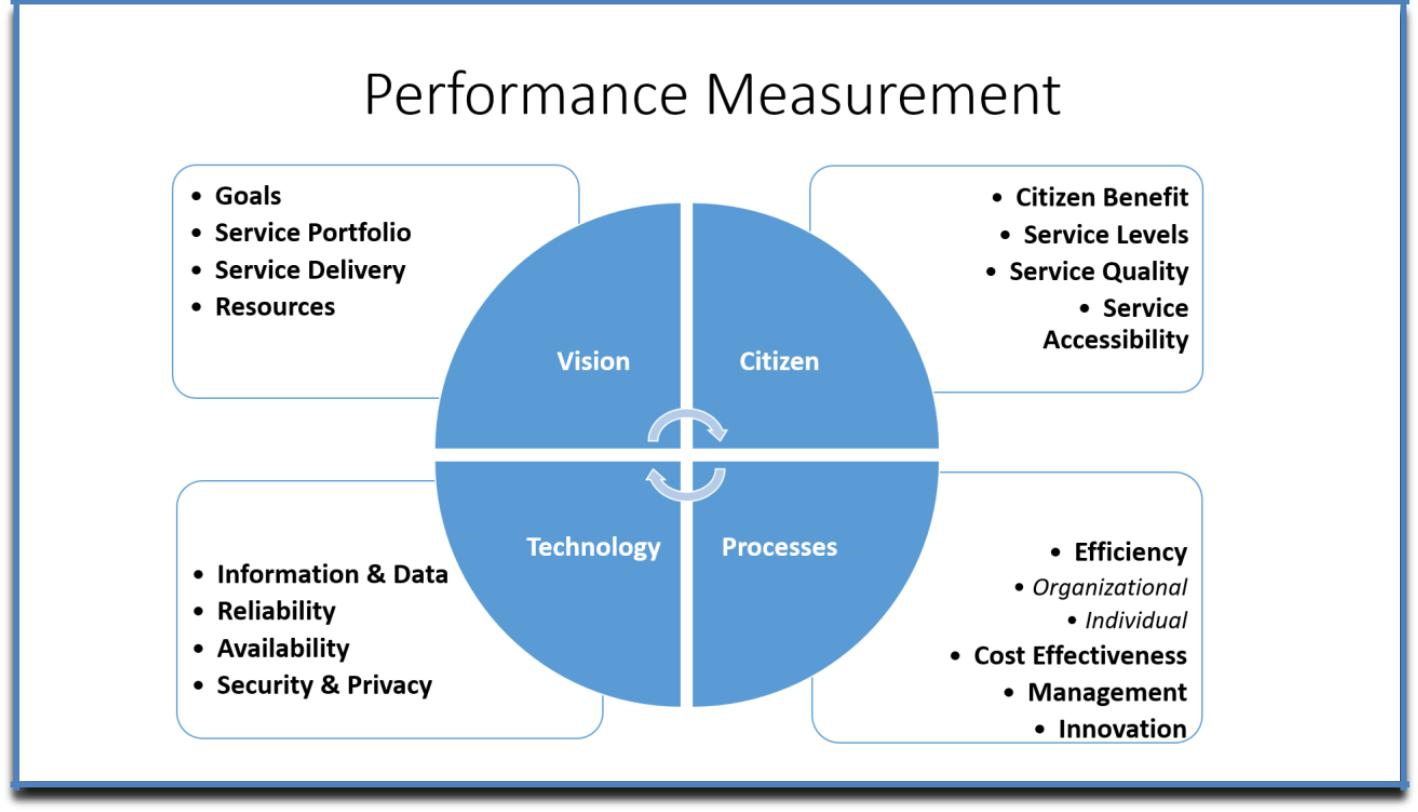 Performance Measurement
• Goals
• Service Portfolio
• Service Delivery
• Resources
• Citizen Benefit
• Service Levels
• Service Quality
• Service
Accessibility
Vision
Citizen
Technology
Processes
• Information & Data
• Reliability
• Availability
• Security & Privacy
• Efficiency
• Organizational
• Individual
• Cost Effectiveness
• Management
• Innovation